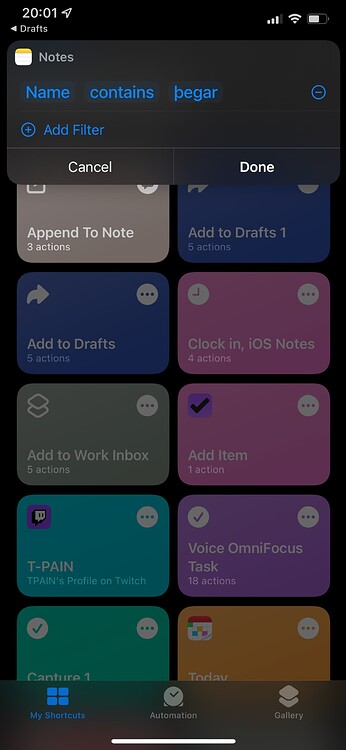 20:01
◀ Drafts
Notes
Name contains þegar
Add Filter
Cancel Done
Append To Note
3 actions
Add to Drafts 1
5 actions
Add to Drafts
5 actions
Clock in, iOS Notes
4 actions
Add to Work Inbox
5 actions
Add Item
1 action
T-PAIN
TPAIN's Profile on Twitch
Voice OmniFocus
Task
18 actions
Capture 1
Today
My Shortcuts Automation Gallery